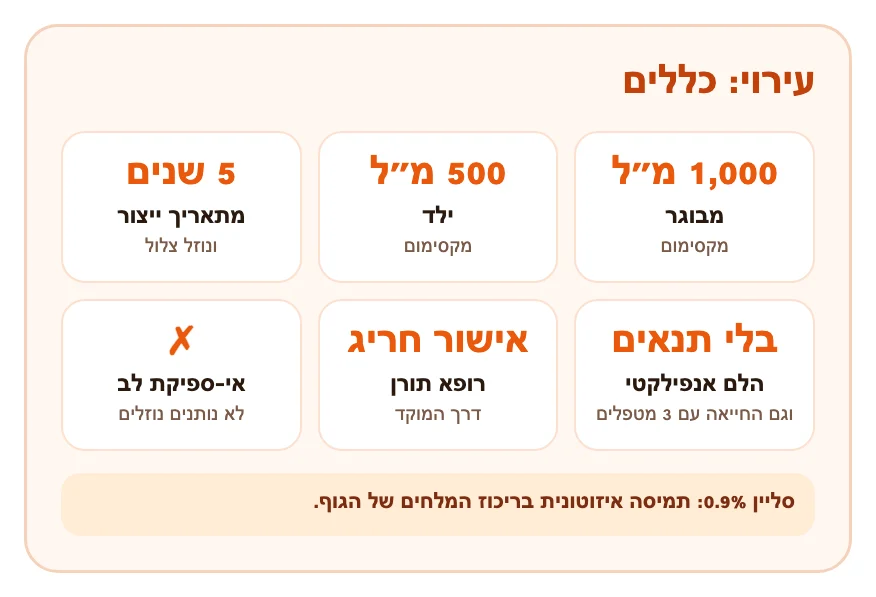 עירוי: כללים
1,000 מ״ל
מבוגר
מקסימום
500 מ״ל
ילד
מקסימום
5 שנים
מתאריך ייצור
ונוזל צלול
בלי תנאים
הלם אנפילקטי
וגם החייאה עם 3 מטפלים
אישור חריג
רופא תורן
דרך המוקד
✗
אי-ספיקת לב
לא נותנים נוזלים
סליין 0.9%: תמיסה איזוטונית בריכוז המלחים של הגוף.